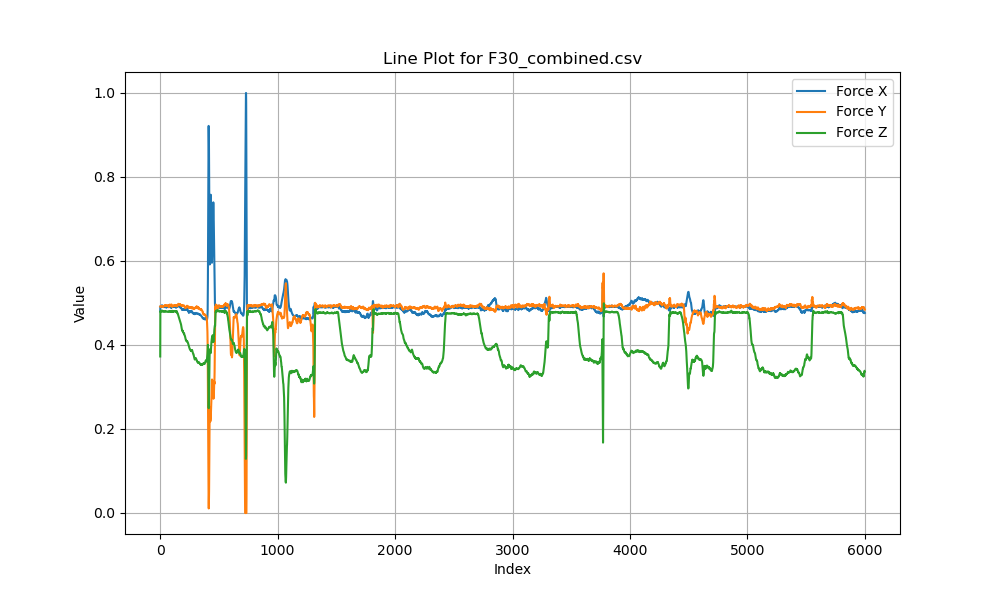 Line Plot for F30_combined.csv
Force X
Force Y
Force Z
1.0
0.8
0.6
0.4
0.2
0.0
Value
0 1000 2000 3000 4000 5000 6000
Index